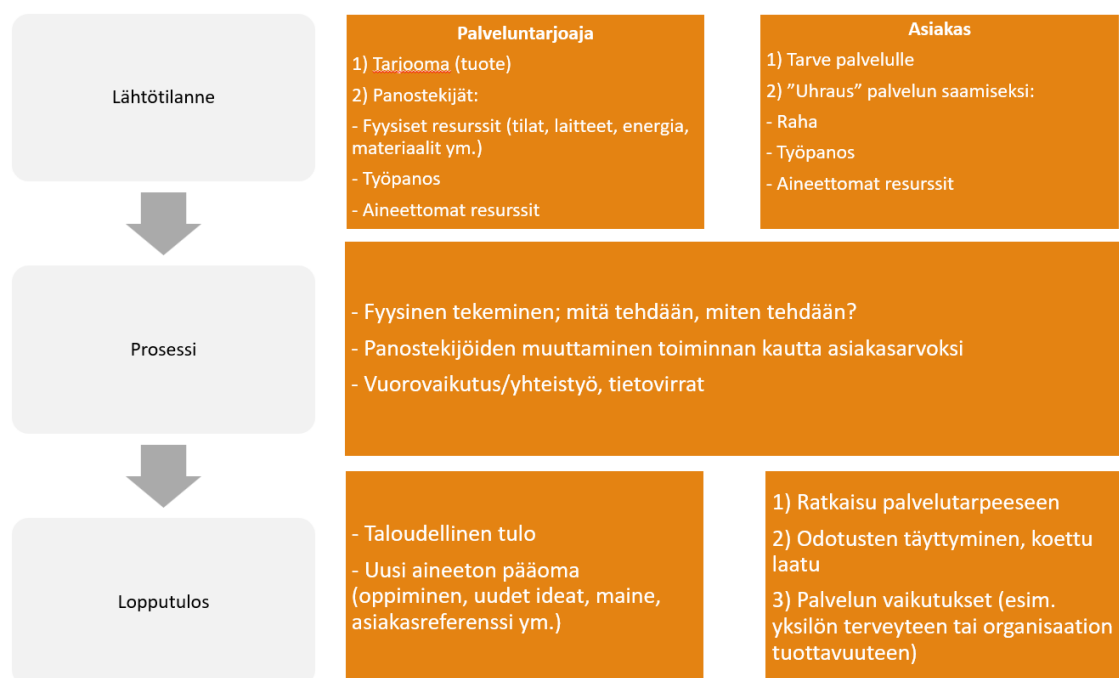 Lähtötilanne
Palveluntarjoaja
1) Tarjooma (tuote)
2) Panostekijät:
- Fyysiset resurssit (tilat, laitteet, energia,
materiaalit ym.)
- Työpanos
- Aineettomat resurssit
Asiakas
1) Tarve palvelulle
2) ”Uhraus” palvelun saamiseksi:
- Raha
- Työpanos
- Aineettomat resurssit
Prosessi
- Fyysinen tekeminen; mitä tehdään, miten tehdään?
- Panostekijöiden muuttaminen toiminnan kautta asiakasarvoksi
- Vuorovaikutus/yhteistyö, tietovirrat
Lopputulos
- Taloudellinen tulo
- Uusi aineeton pääoma
(oppiminen, uudet ideat, maine,
asiakasreferenssi ym.)
1) Ratkaisu palvelutarpeeseen
2) Odotusten täyttyminen, koettu
laatu
3) Palvelun vaikutukset (esim.
yksilön terveyteen tai organisaation
tuottavuuteen)